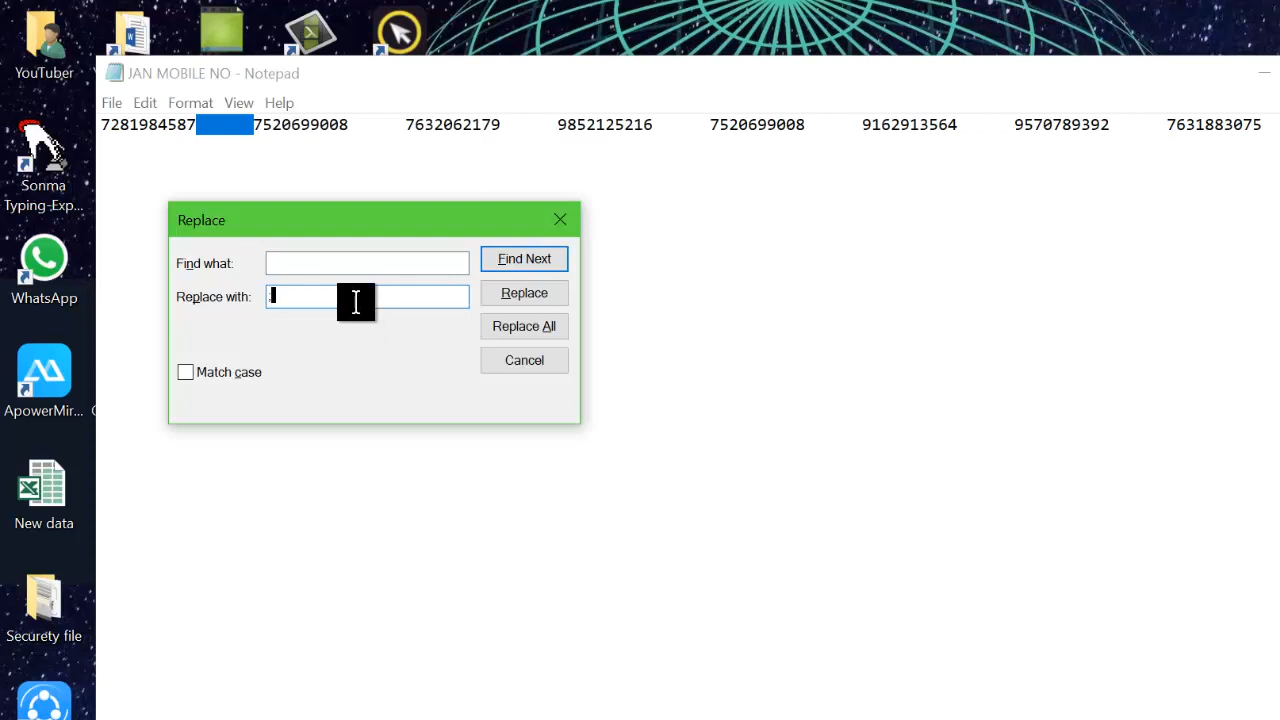 YouTuber
JAN MOBILE NO - Notepad
File Edit Format View Help
7281984587 7520699008 7632062179 9852125216 7520699008 9162913564 9570789392 7631883075
Sonma
Typing-Exp...
Replace
Find what:
Find Next
Replace with:
Replace
Replace All
Cancel
Match case
WhatsApp
ApowerMir...
New data
Securety file